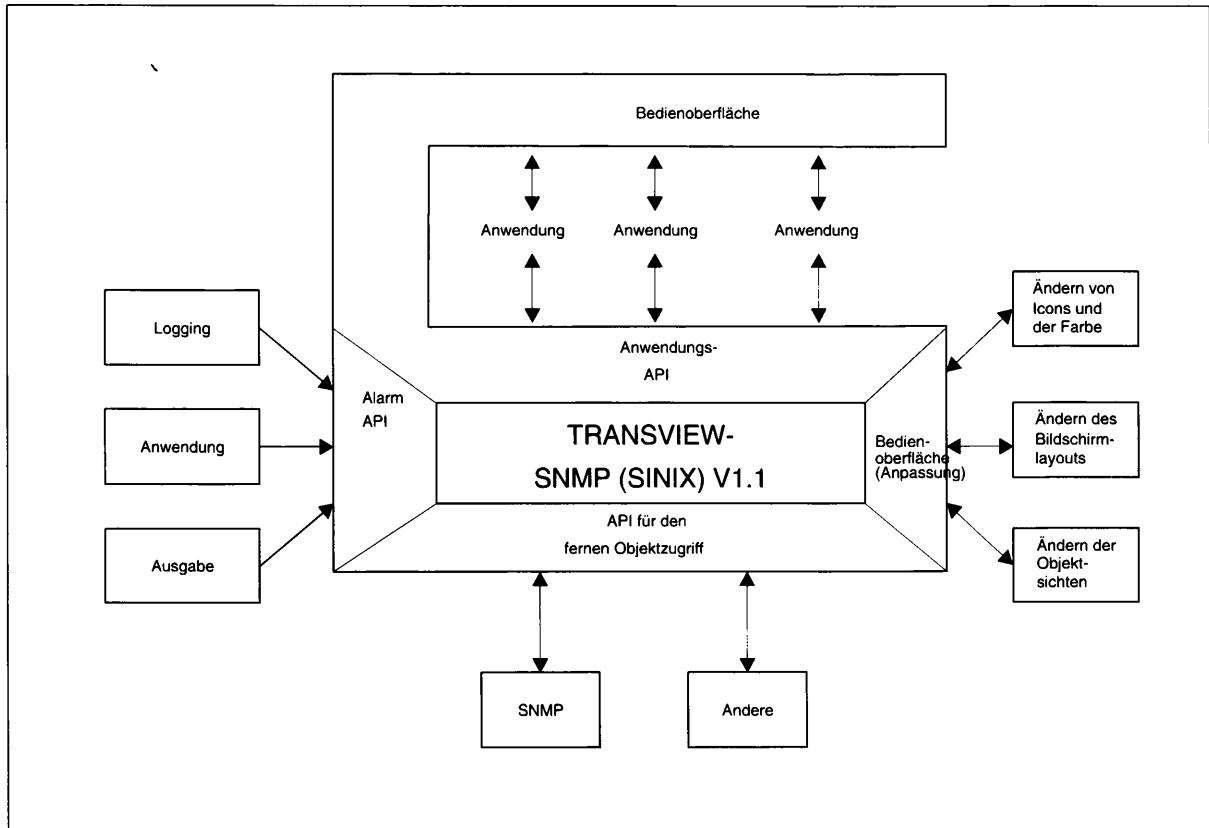 Bedienoberfläche
Anwendung Anwendung Anwendung
Logging
Anwendung
Ausgabe
Alarm
API
Anwendungs-
API
TRANSVIEW-
SNMP (SINIX) V1.1
API für den
fernen Objektzugriff
Bedien-
oberfläche
(Anpassung)
Ändern von
Icons und
der Farbe
Ändern des
Bildschirm-
layouts
Ändern der
Objekt-
sichten
SNMP
Andere